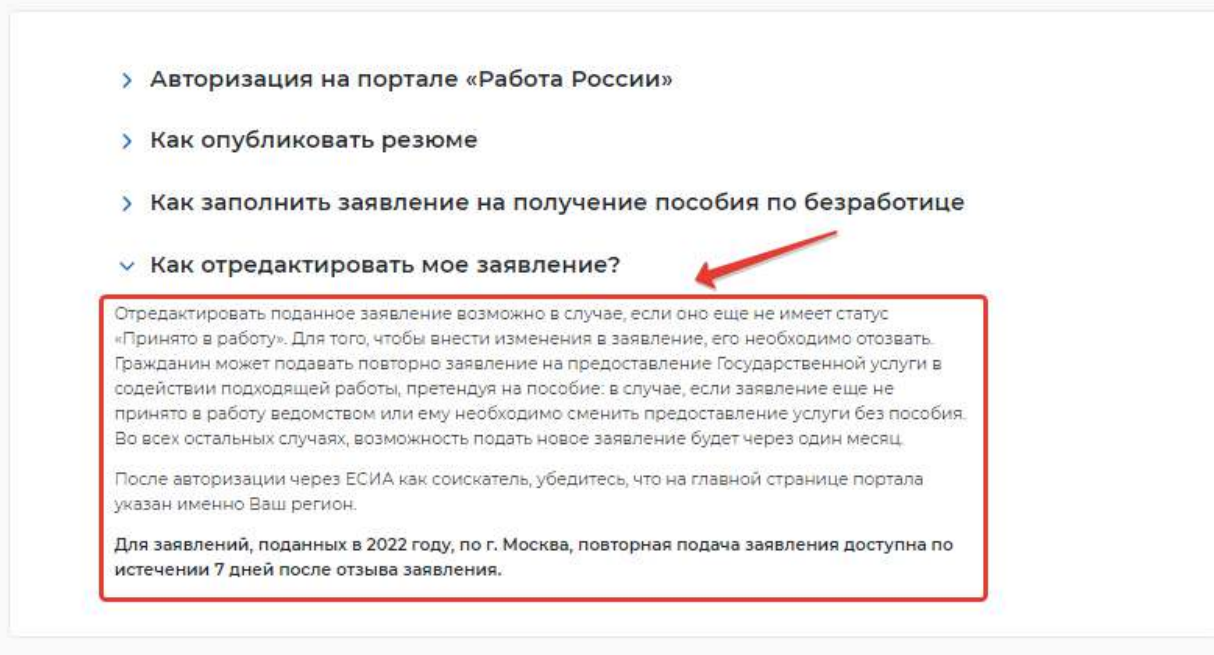 Авторизация на портале «Работа России»
Как опубликовать резюме
Как заполнить заявление на получение пособия по безработице
Как отредактировать мое заявление?
Отредактировать поданное заявление возможно в случае, если оно еще не имеет статус
«Принято в работу». Для того, чтобы внести изменения в заявление, его необходимо отозвать.
Гражданин может подавать повторно заявление на предоставление Государственной услуги в
содействии подходящей работы, претендуя на пособие: в случае, если заявление еще не
принято в работу ведомством или ему необходимо сменить предоставление услуги без пособия.
Во всех остальных случаях, возможность подать новое заявление будет через один месяц.
После авторизации через ЕСИА как соискатель, убедитесь, что на главной странице портала
указан именно Ваш регион.
Для заявлений, поданных в 2022 году, по г. Москва, повторная подача заявления доступна по
истечении 7 дней после отзыва заявления.